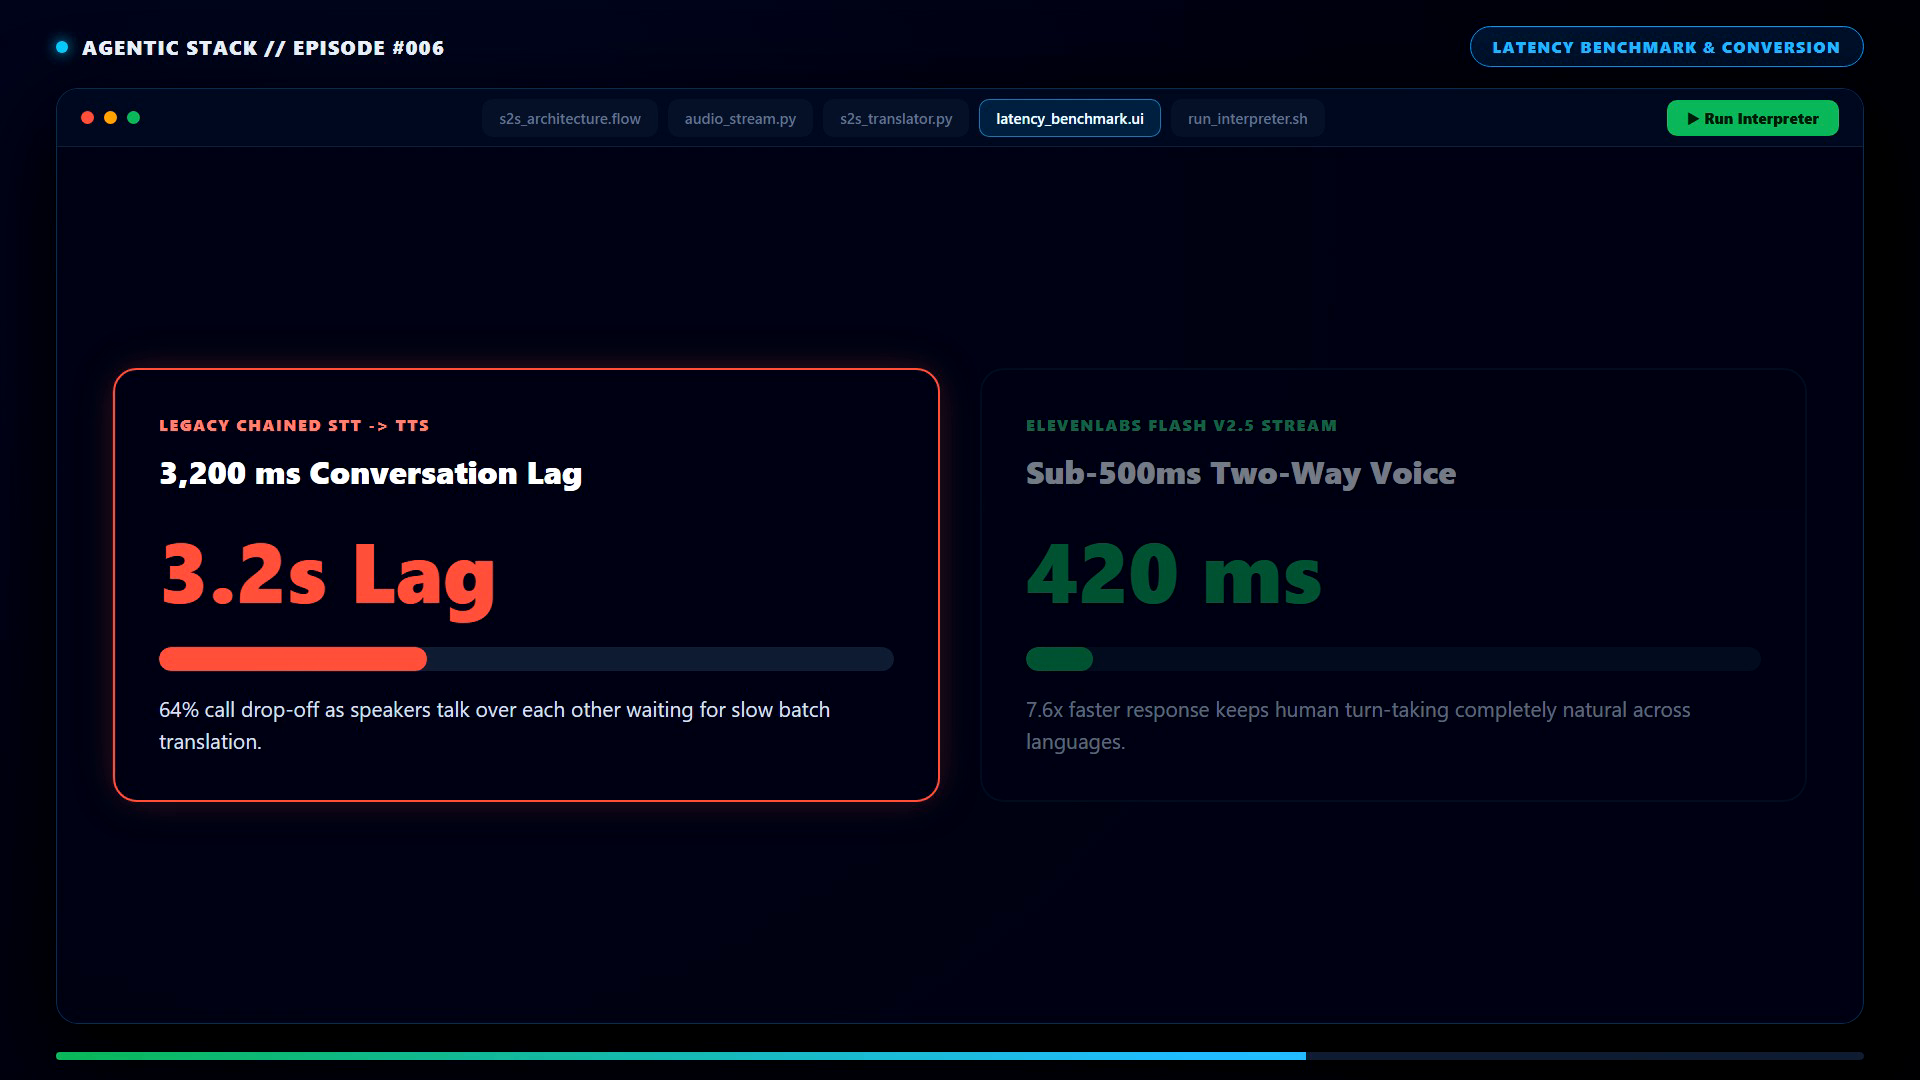 AGENTIC STACK // EPISODE #006
LATENCY BENCHMARK & CONVERSION
s2s_architecture.flow
audio_stream.py
s2s_translator.py
latency_benchmark.ui
run_interpreter.sh
▶ Run Interpreter
LEGACY CHAINED STT -> TTS
3,200 ms Conversation Lag
3.2s Lag
64% call drop-off as speakers talk over each other waiting for slow batch
translation.
ELEVENLABS FLASH V2.5 STREAM
Sub-500ms Two-Way Voice
420 ms
7.6x faster response keeps human turn-taking completely natural across
languages.